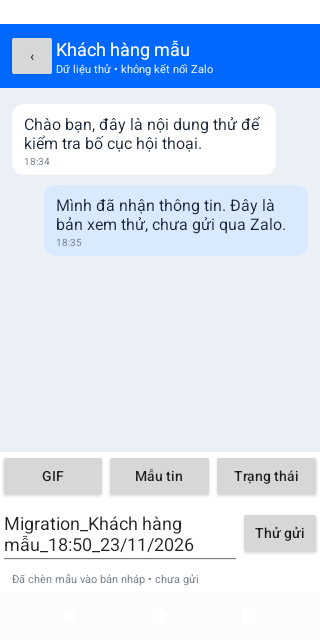 ‹
Khách hàng mẫu
Dữ liệu thử • không kết nối Zalo
Chào bạn, đây là nội dung thử để
kiểm tra bố cục hội thoại.
18:34
Mình đã nhận thông tin. Đây là
bản xem thử, chưa gửi qua Zalo.
18:35
GIF
Mẫu tin
Trạng thái
Migration_Khách hàng
mẫu_18:50_23/11/2026
Thử gửi
Đã chèn mẫu vào bản nháp • chưa gửi